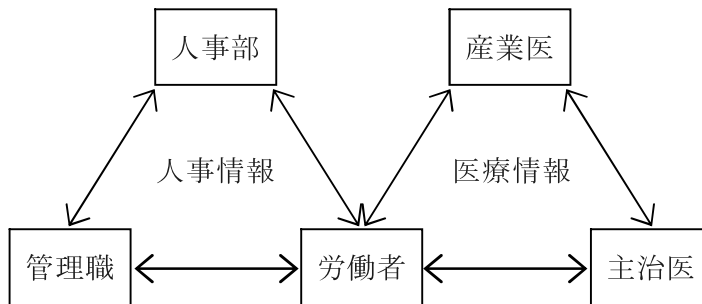 人事部
産業医
人事情報
医療情報
管理職
労働者
主治医